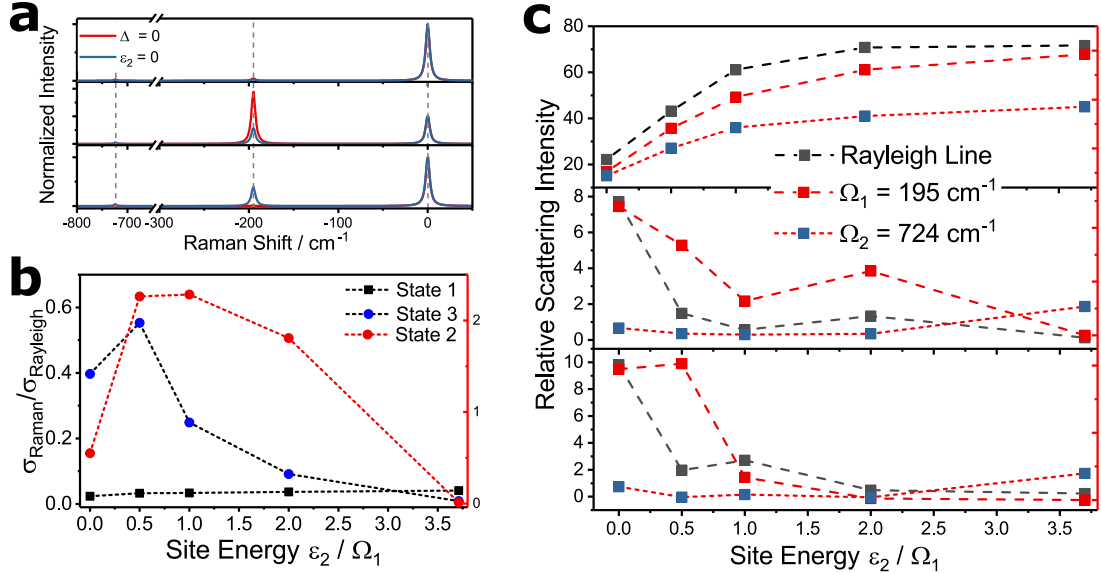 a
Δ = 0
ε₂ = 0
Normalized Intensity
-800 -700 -300 -200 -100 0
Raman Shift / cm⁻¹
b
State 1
State 3
State 2
σRaman/σRayleigh
0.6
0.4
0.2
0.0
2
1
0
0.0 0.5 1.0 1.5 2.0 2.5 3.0 3.5
Site Energy ε₂ / Ω₁
c
Relative Scattering Intensity
80
60
40
20
Rayleigh Line
Ω₁ = 195 cm⁻¹
Ω₂ = 724 cm⁻¹
8
6
4
2
0
10
8
6
4
2
0
0.0 0.5 1.0 1.5 2.0 2.5 3.0 3.5
Site Energy ε₂ / Ω₁